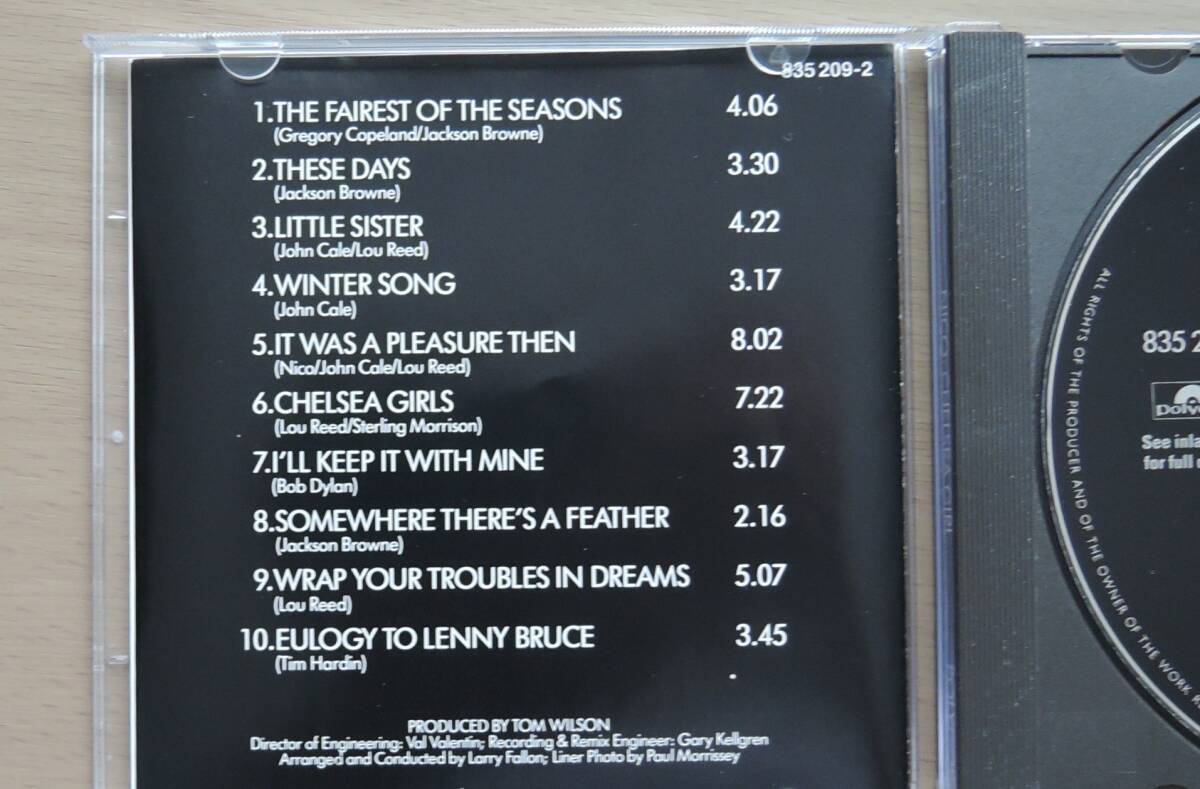 835 209-2
1.THE FAIREST OF THE SEASONS 4.06
(Gregory Copeland/Jackson Browne)
2.THESE DAYS 3.30
(Jackson Browne)
3.LITTLE SISTER 4.22
(John Cale/Lou Reed)
4.WINTER SONG 3.17
(John Cale)
5.IT WAS A PLEASURE THEN 8.02
(Nico/John Cale/Lou Reed)
6.CHELSEA GIRLS 7.22
(Lou Reed/Sterling Morrison)
7.I'LL KEEP IT WITH MINE 3.17
(Bob Dylan)
8.SOMEWHERE THERE'S A FEATHER 2.16
(Jackson Browne)
9.WRAP YOUR TROUBLES IN DREAMS 5.07
(Lou Reed)
10.EULOGY TO LENNY BRUCE 3.45
(Tim Hardin)
PRODUCED BY TOM WILSON
Director of Engineering: Val Valentin; Recording & Remix Engineer: Gary Kellgren
Arranged and Conducted by Larry Fallon; Liner Photo by Paul Morrissey
ALL RIGHTS OF THE PRODUCER AND OF THE OWNER OF THE WORK R
835 2
Poly
See inla
for full